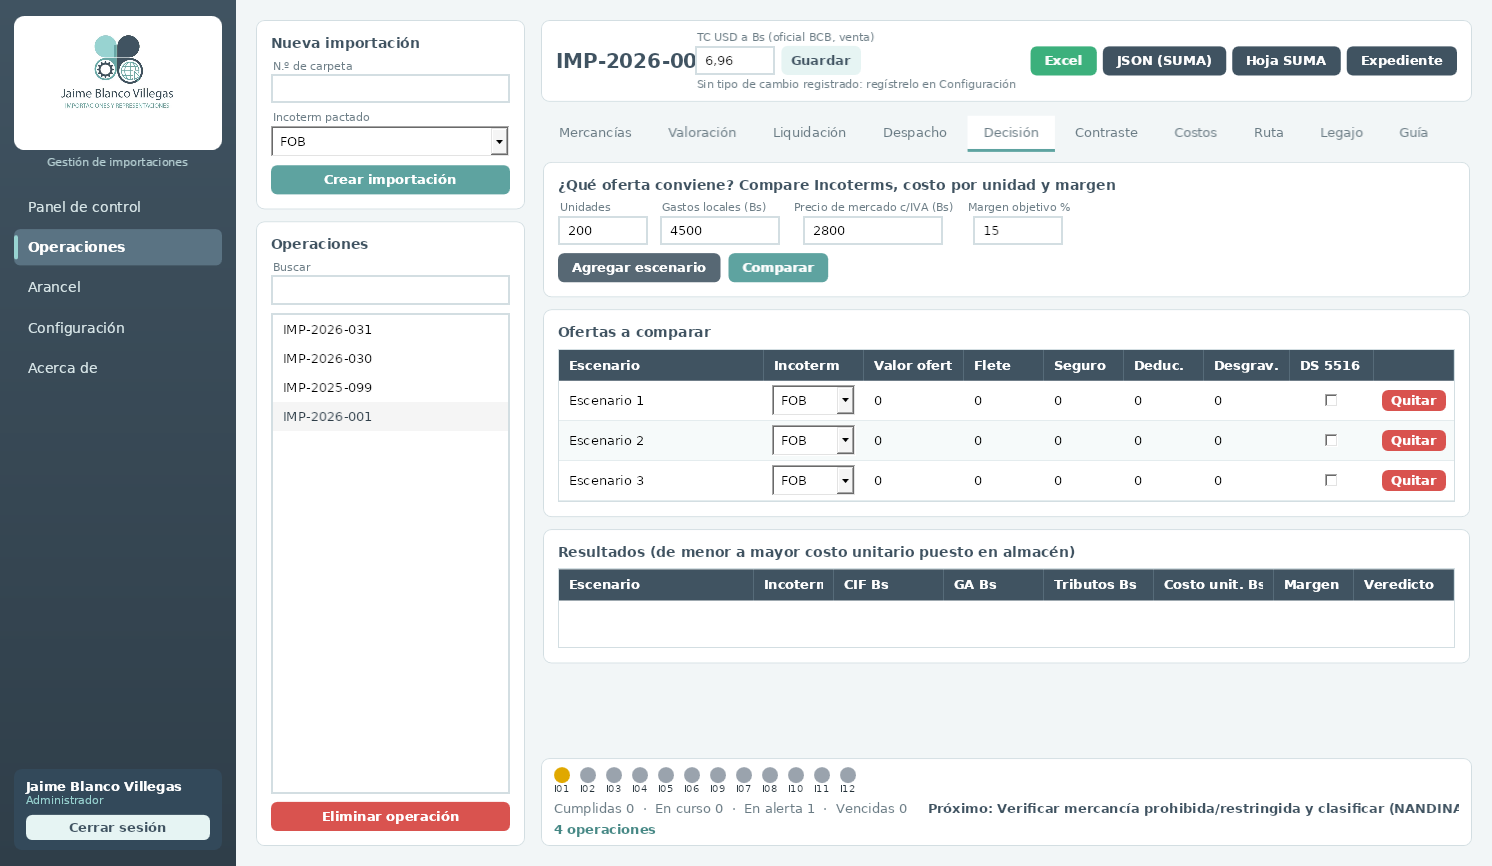 Jaime Blanco Villegas
IMPORTACIONES Y REPRESENTACIONES
Gestión de importaciones
Panel de control
Operaciones
Arancel
Configuración
Acerca de
Jaime Blanco Villegas
Administrador
Cerrar sesión
Nueva importación
N.º de carpeta
Incoterm pactado
FOB
Crear importación
Operaciones
Buscar
IMP-2026-031
IMP-2026-030
IMP-2025-099
IMP-2026-001
Eliminar operación
IMP-2026-00
TC USD a Bs (oficial BCB, venta)
6,96
Guardar
Sin tipo de cambio registrado: regístrelo en Configuración
Excel
JSON (SUMA)
Hoja SUMA
Expediente
Mercancías Valoración Liquidación Despacho Decisión Contraste Costos Ruta Legajo Guía
¿Qué oferta conviene? Compare Incoterms, costo por unidad y margen
Unidades Gastos locales (Bs) Precio de mercado c/IVA (Bs) Margen objetivo %
200 4500 2800 15
Agregar escenario Comparar
Ofertas a comparar
Escenario Incoterm Valor ofert Flete Seguro Deduc. Desgrav. DS 5516
Escenario 1 FOB 0 0 0 0 0 Quitar
Escenario 2 FOB 0 0 0 0 0 Quitar
Escenario 3 FOB 0 0 0 0 0 Quitar
Resultados (de menor a mayor costo unitario puesto en almacén)
Escenario Incoterm CIF Bs GA Bs Tributos Bs Costo unit. Bs Margen Veredicto
I01 I02 I03 I04 I05 I06 I09 I07 I08 I10 I11 I12
Cumplidas 0 · En curso 0 · En alerta 1 · Vencidas 0 Próximo: Verificar mercancía prohibida/restringida y clasificar (NANDINA
4 operaciones